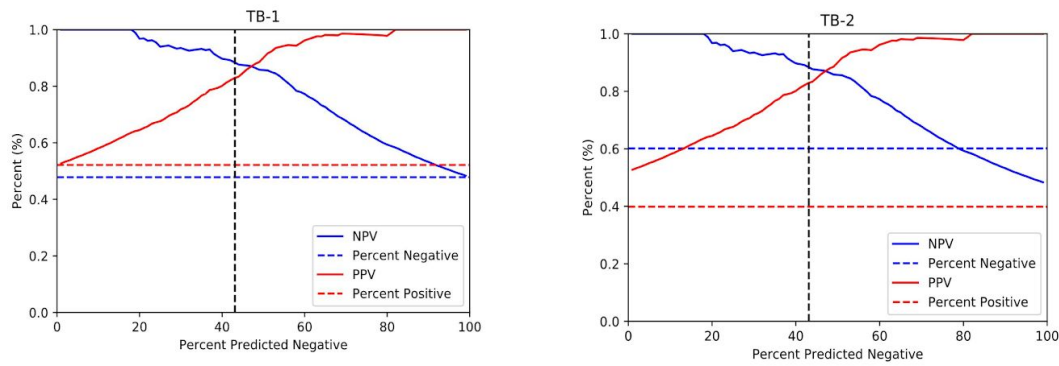 TB-1
1.0
0.8
0.6
0.4
0.2
0.0
Percent (%)
NPV
Percent Negative
PPV
Percent Positive
0 20 40 60 80 100
Percent Predicted Negative
TB-2
1.0
0.8
0.6
0.4
0.2
0.0
Percent (%)
NPV
Percent Negative
PPV
Percent Positive
0 20 40 60 80 100
Percent Predicted Negative